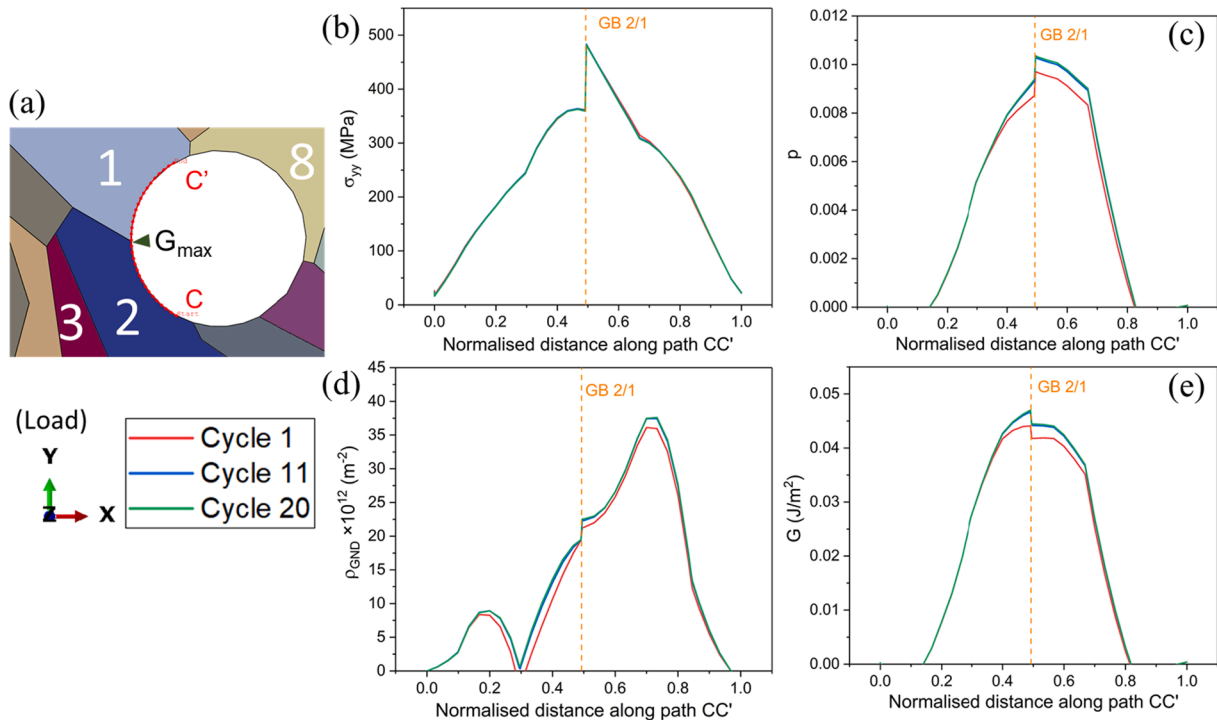 (a)
1
8
C'
G_max
C
3
2
(Load)
Y
Z
X
Cycle 1
Cycle 11
Cycle 20
(b)
GB 2/1
σ_yy (MPa)
500
450
400
350
300
250
200
150
100
50
0
0.0 0.2 0.4 0.6 0.8 1.0
Normalised distance along path CC'
(c)
GB 2/1
p
0.012
0.010
0.008
0.006
0.004
0.002
0.000
0.0 0.2 0.4 0.6 0.8 1.0
Normalised distance along path CC'
(d)
GB 2/1
ρ_GND ×10^12 (m^-2)
45
40
35
30
25
20
15
10
5
0
0.0 0.2 0.4 0.6 0.8 1.0
Normalised distance along path CC'
(e)
GB 2/1
G (J/m²)
0.05
0.04
0.03
0.02
0.01
0.00
0.0 0.2 0.4 0.6 0.8 1.0
Normalised distance along path CC'